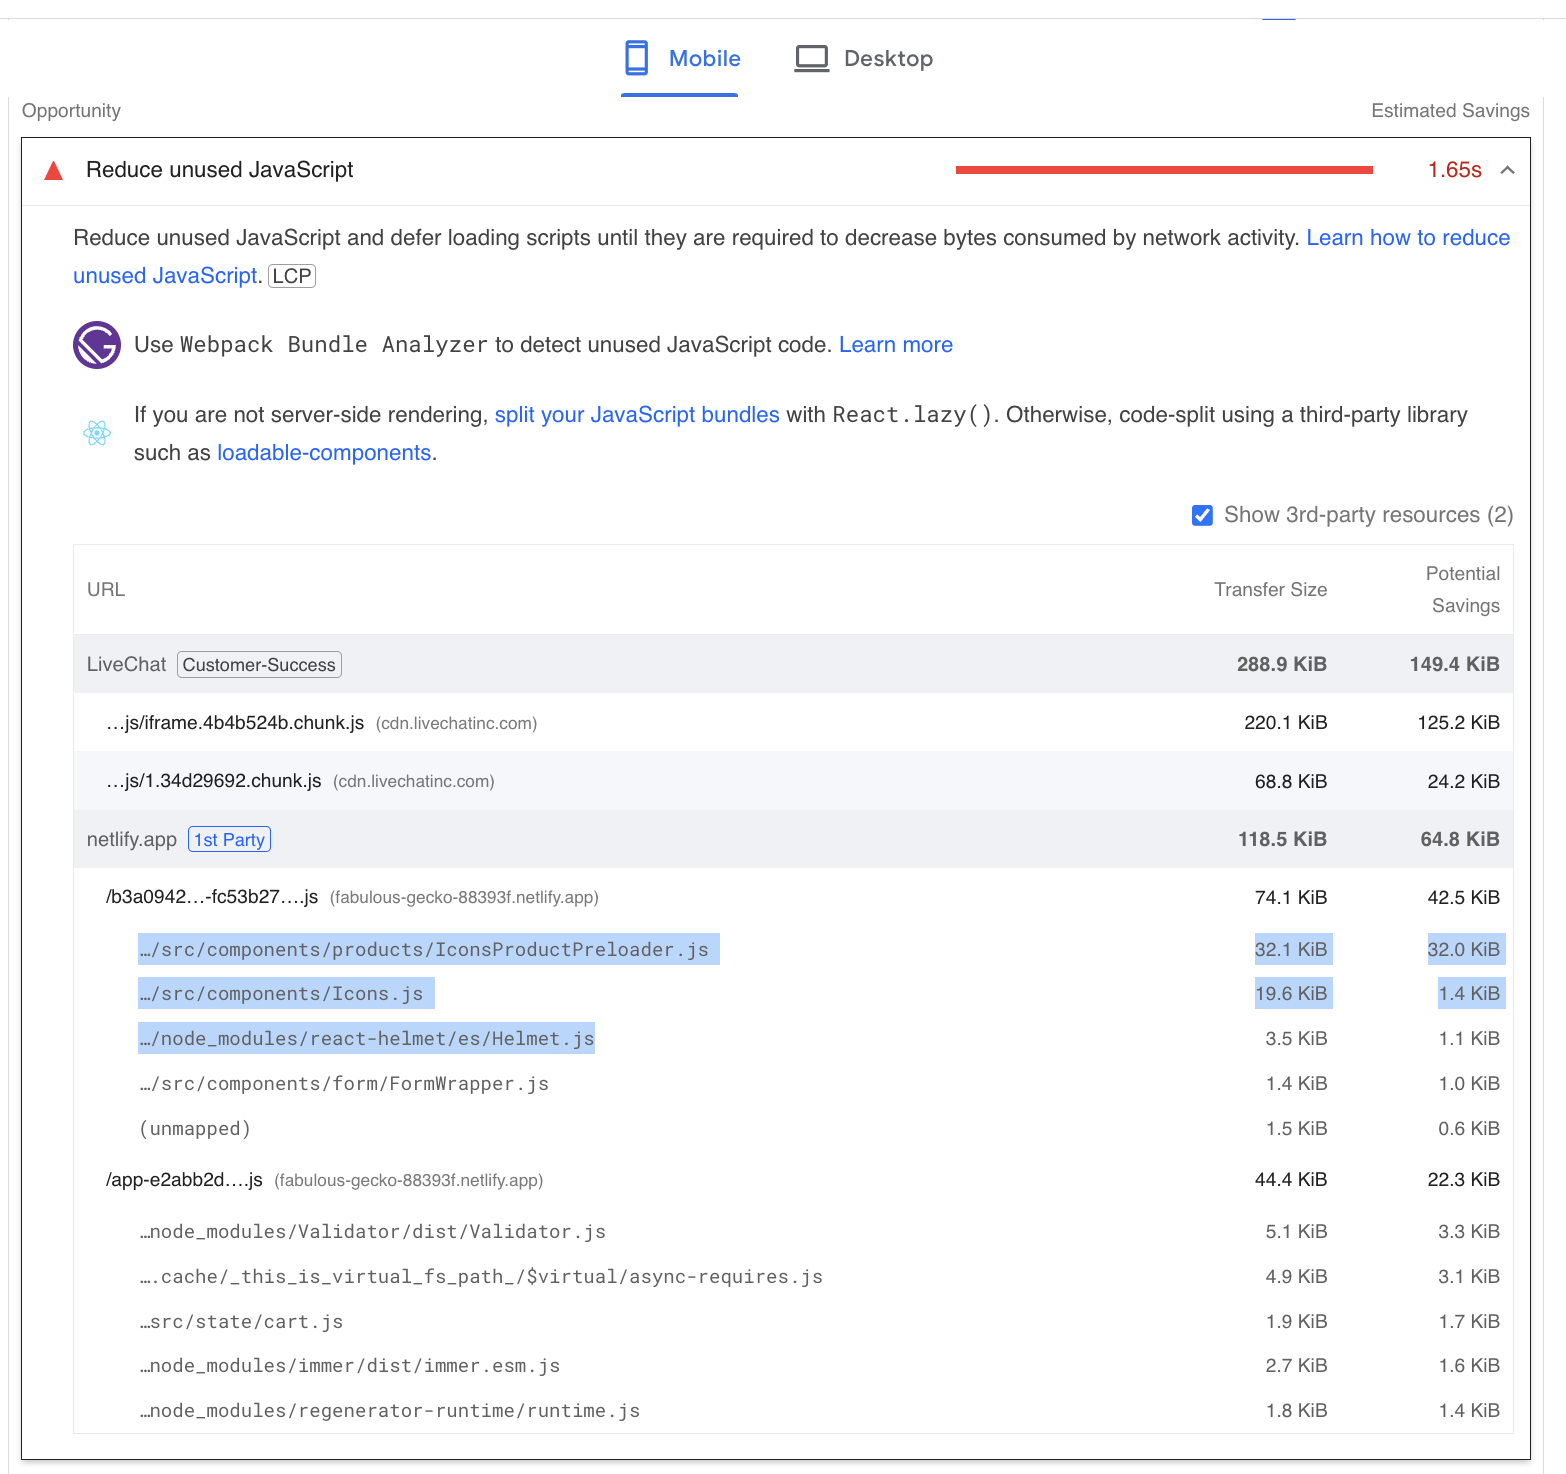 Mobile
Desktop
Opportunity
Estimated Savings
Reduce unused JavaScript
1.65s
Reduce unused JavaScript and defer loading scripts until they are required to decrease bytes consumed by network activity. Learn how to reduce
unused JavaScript. LCP
Use Webpack Bundle Analyzer to detect unused JavaScript code. Learn more
If you are not server-side rendering, split your JavaScript bundles with React.lazy(). Otherwise, code-split using a third-party library
such as loadable-components.
Show 3rd-party resources (2)
URL
Transfer Size
Potential
Savings
LiveChat Customer-Success 288.9 KiB 149.4 KiB
…js/iframe.4b4b524b.chunk.js (cdn.livechatinc.com) 220.1 KiB 125.2 KiB
…js/1.34d29692.chunk.js (cdn.livechatinc.com) 68.8 KiB 24.2 KiB
netlify.app 1st Party 118.5 KiB 64.8 KiB
/b3a0942…-fc53b27….js (fabulous-gecko-88393f.netlify.app) 74.1 KiB 42.5 KiB
…/src/components/products/IconsProductPreloader.js 32.1 KiB 32.0 KiB
…/src/components/Icons.js 19.6 KiB 1.4 KiB
…/node_modules/react-helmet/es/Helmet.js 3.5 KiB 1.1 KiB
…/src/components/form/FormWrapper.js 1.4 KiB 1.0 KiB
(unmapped) 1.5 KiB 0.6 KiB
/app-e2abb2d….js (fabulous-gecko-88393f.netlify.app) 44.4 KiB 22.3 KiB
…node_modules/Validator/dist/Validator.js 5.1 KiB 3.3 KiB
….cache/_this_is_virtual_fs_path_/$virtual/async-requires.js 4.9 KiB 3.1 KiB
…src/state/cart.js 1.9 KiB 1.7 KiB
…node_modules/immer/dist/immer.esm.js 2.7 KiB 1.6 KiB
…node_modules/regenerator-runtime/runtime.js 1.8 KiB 1.4 KiB